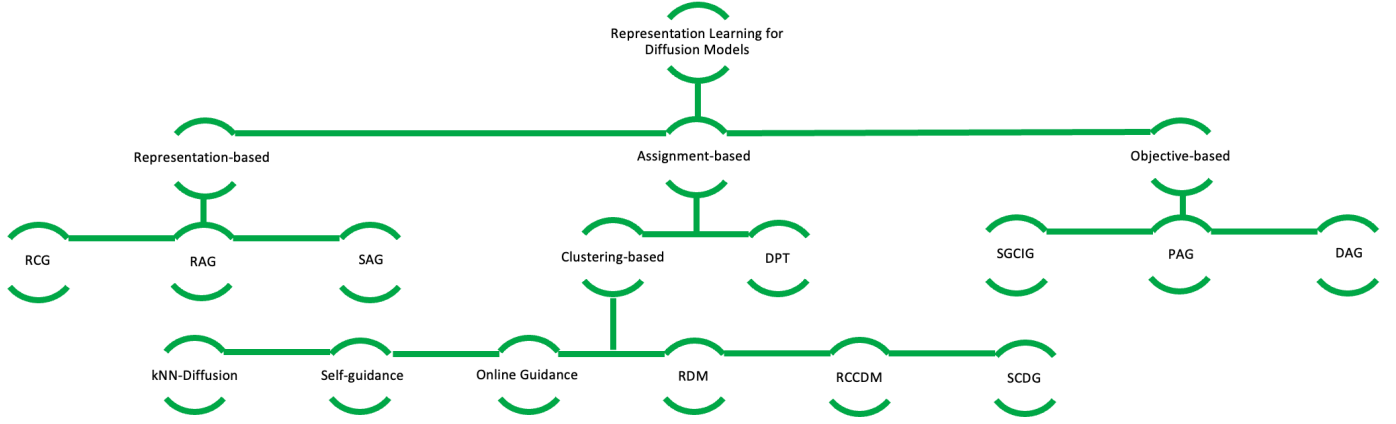 Representation Learning for
Diffusion Models
Representation-based
Assignment-based
Objective-based
RCG
RAG
SAG
Clustering-based
DPT
SGCIG
PAG
DAG
kNN-Diffusion
Self-guidance
Online Guidance
RDM
RCCDM
SCDG